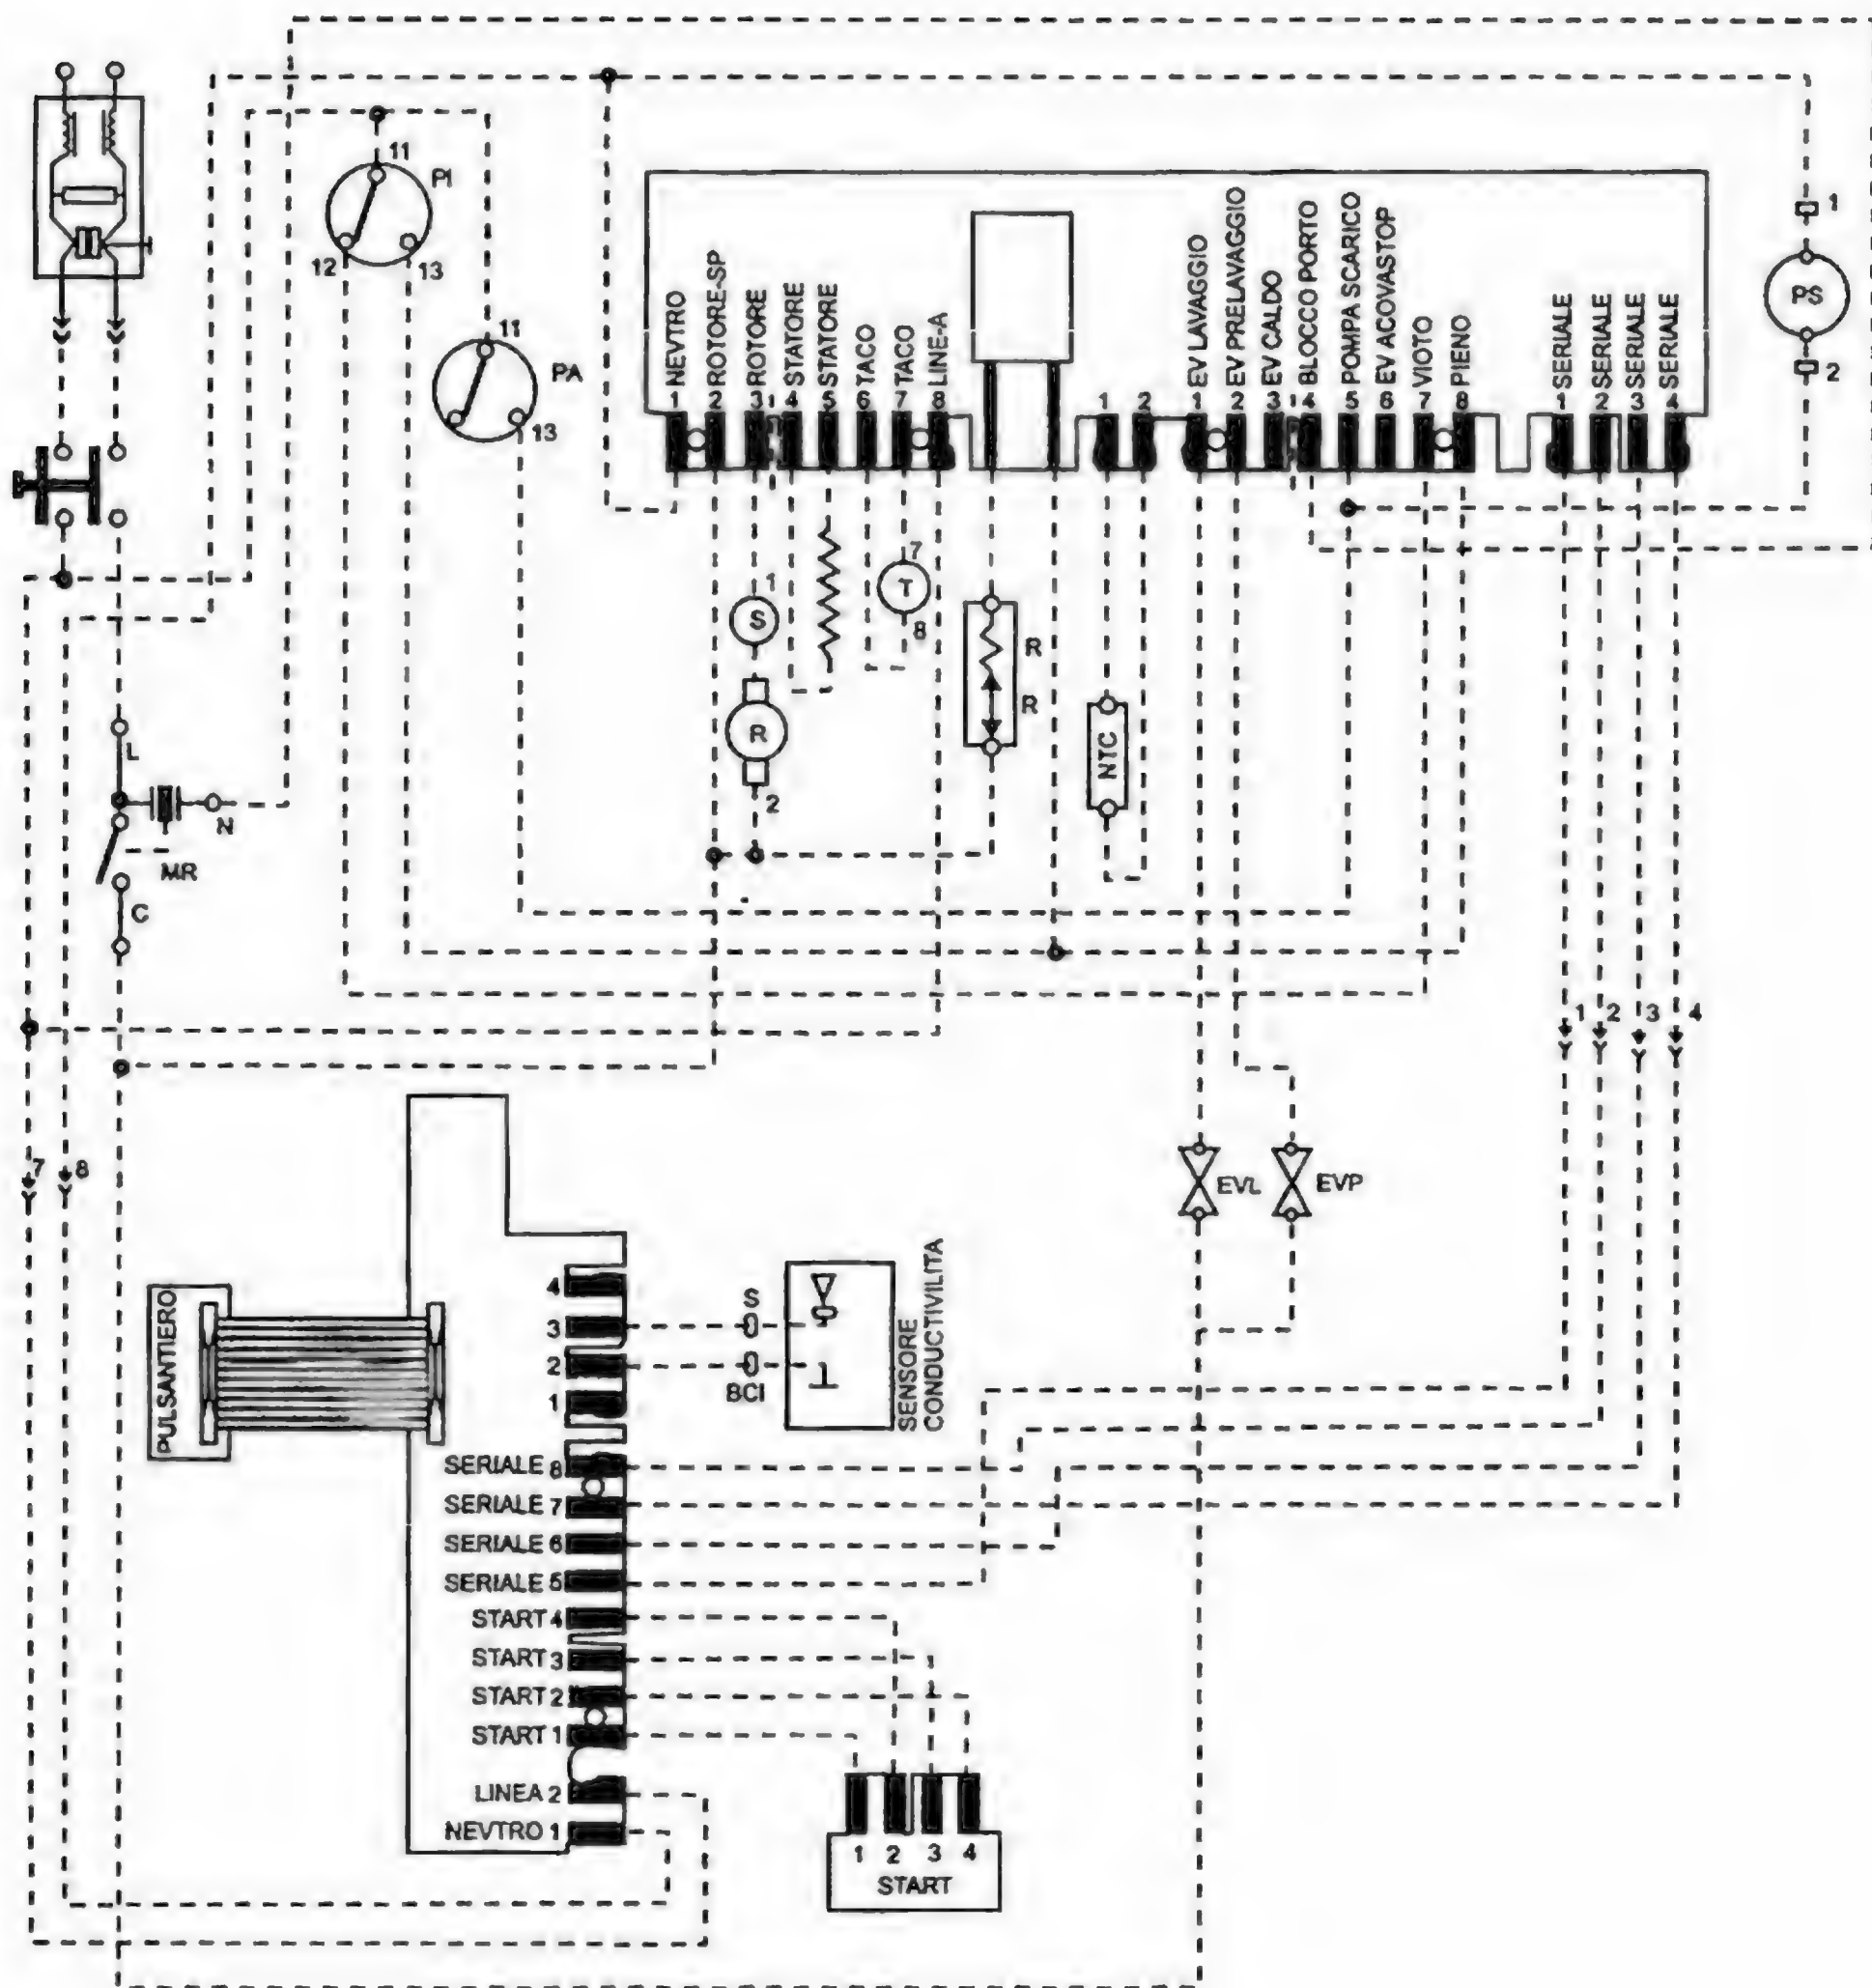 11
PI
12
13
11
PA
13
NEVTRO
ROTORE-SP
ROTORE
STATORE
STATORE
TACO
TACO
LINE-A
1
2
3
1
4
5
6
7
8
1
2
EV LAVAGGIO
EV PRELAVAGGIO
EV CALDO
BLOCCO PORTO
POMPA SCARICO
EV ACOVASTOP
VIOTO
PIENO
1
2
3
1
4
5
6
7
8
SERIALE
SERIALE
SERIALE
SERIALE
1
2
3
4
1
PS
2
S
1
R
2
7
T
8
R
R
NTC
L
N
MR
C
1
2
3
4
7
8
EVL
EVP
PULSANTIERO
4
3
2
1
S
BCI
SENSORE
CONDUCTIVILITA
SERIALE 8
SERIALE 7
SERIALE 6
SERIALE 5
START 4
START 3
START 2
START 1
LINEA 2
NEVTRO 1
1 2 3 4
START